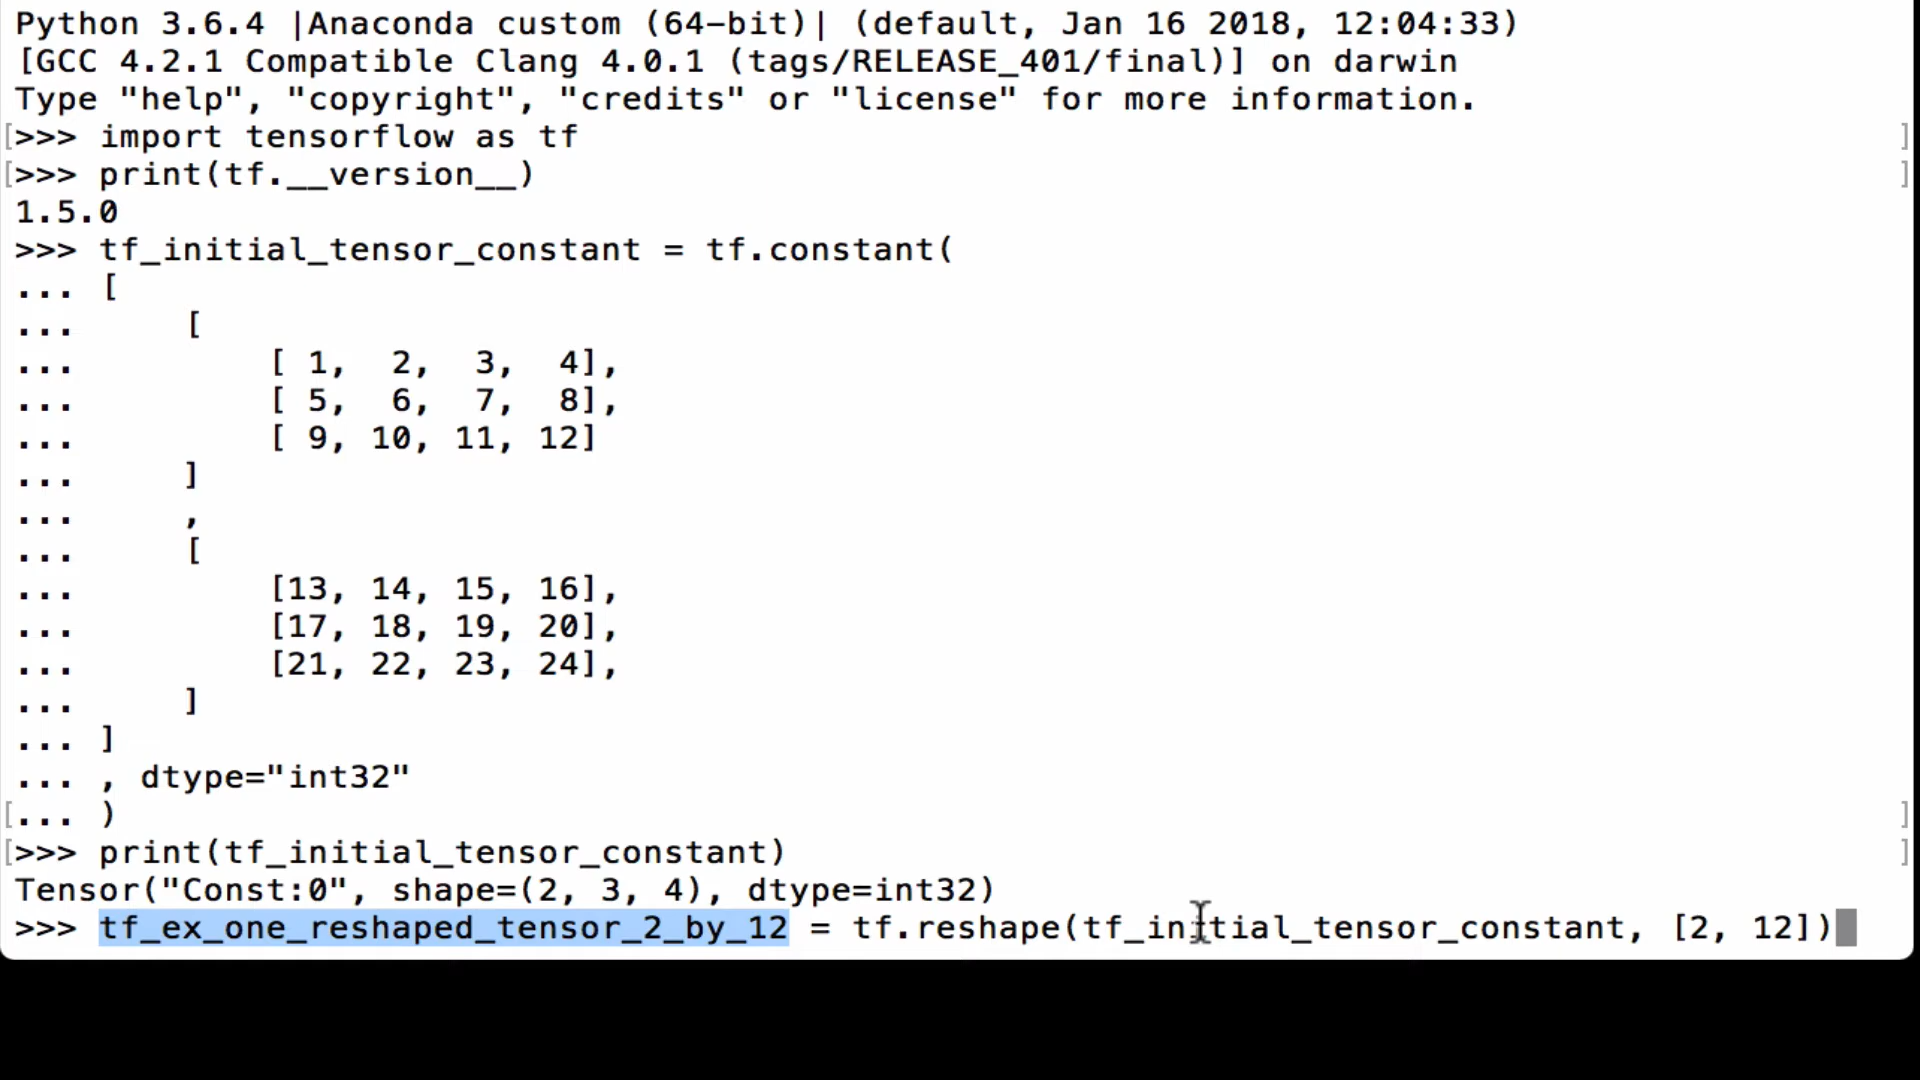 Python 3.6.4 |Anaconda custom (64-bit)| (default, Jan 16 2018, 12:04:33)
[GCC 4.2.1 Compatible Clang 4.0.1 (tags/RELEASE_401/final)] on darwin
Type "help", "copyright", "credits" or "license" for more information.
[>>> import tensorflow as tf ]
[>>> print(tf.__version__) ]
1.5.0
>>> tf_initial_tensor_constant = tf.constant(
... [
...     [
...         [ 1,  2,  3,  4],
...         [ 5,  6,  7,  8],
...         [ 9, 10, 11, 12]
...     ]
...     ,
...     [
...         [13, 14, 15, 16],
...         [17, 18, 19, 20],
...         [21, 22, 23, 24],
...     ]
... ]
... , dtype="int32"
[... ) ]
[>>> print(tf_initial_tensor_constant) ]
Tensor("Const:0", shape=(2, 3, 4), dtype=int32)
>>> tf_ex_one_reshaped_tensor_2_by_12 = tf.reshape(tf_initial_tensor_constant, [2, 12])